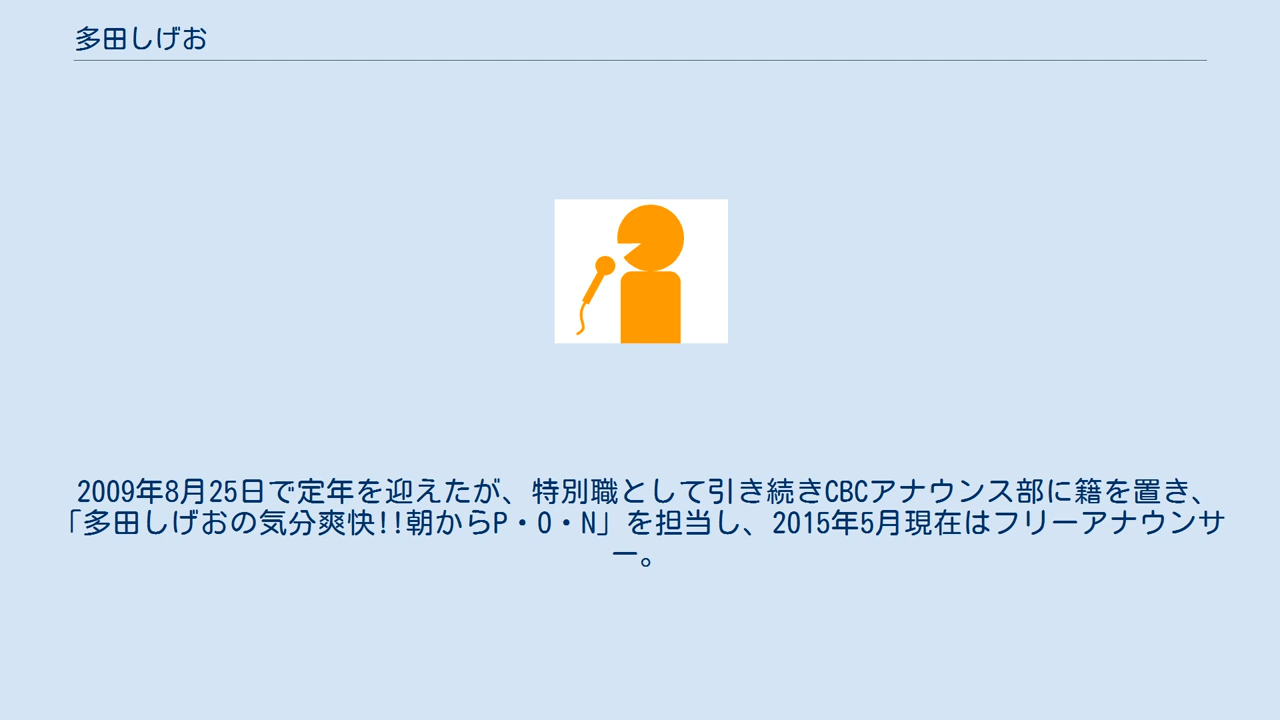 多田しげお
2009年8月25日で定年を迎えたが、特別職として引き続きCBCアナウンス部に籍を置き、
「多田しげおの気分爽快!!朝からP・O・N」を担当し、2015年5月現在はフリーアナウンサ
ー。